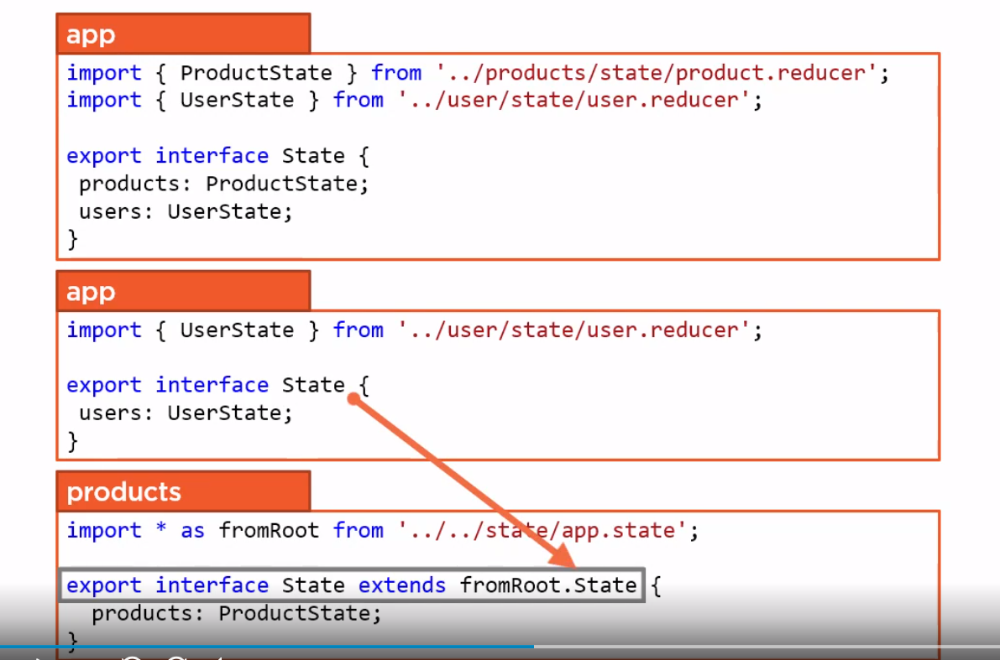 app
import { ProductState } from '../products/state/product.reducer';
import { UserState } from '../user/state/user.reducer';
export interface State {
products: ProductState;
users: UserState;
}
app
import { UserState } from '../user/state/user.reducer';
export interface State {
users: UserState;
}
products
import * as fromRoot from '../../state/app.state';
export interface State extends fromRoot.State {
products: ProductState;
}